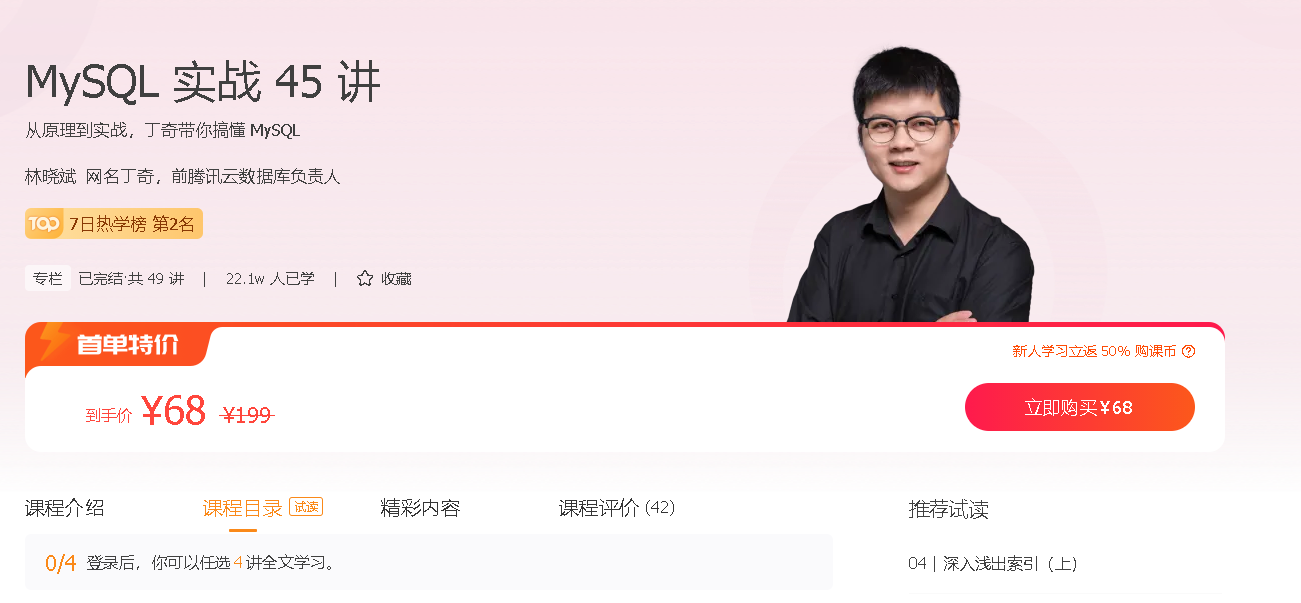 MySQL 实战 45 讲
从原理到实战，丁奇带你搞懂 MySQL
林晓斌 网名丁奇，前腾讯云数据库负责人
TOP 7日热学榜 第2名
专栏 已完结·共 49 讲 | 22.1w 人已学 | 收藏
首单特价
新人学习立返 50% 购课币
到手价 ¥68 ¥199
立即购买¥68
课程介绍 课程目录 试读 精彩内容 课程评价 (42)
推荐试读
0/4 登录后，你可以任选4讲全文学习。
04 | 深入浅出索引（上）